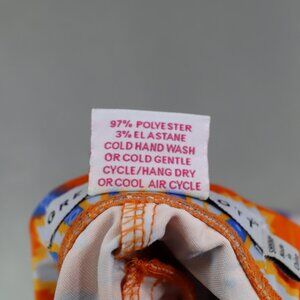 97% POLYESTER
3% ELASTANE
COLD HAND WASH
OR COLD GENTLE
CYCLE/HANG DRY
OR COOL AIR CYCLE